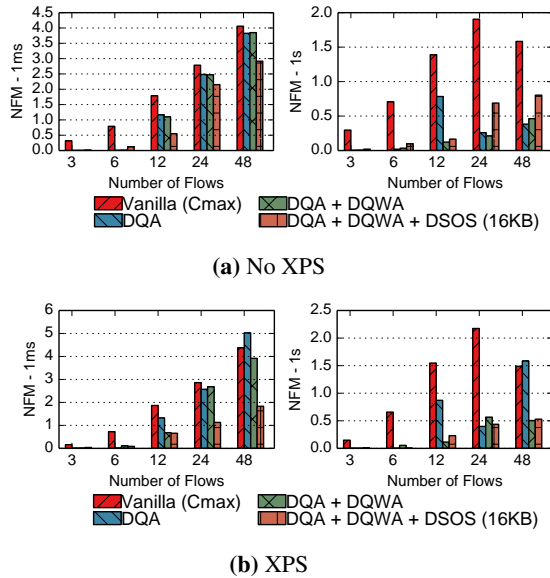 4.5
4.0
3.5
3.0
2.5
2.0
1.5
1.0
0.5
0.0
NFM - 1ms
3 6 12 24 48
Number of Flows
2.0
1.5
1.0
0.5
0.0
NFM - 1s
3 6 12 24 48
Number of Flows
Vanilla (Cmax) DQA + DQWA
DQA DQA + DQWA + DSOS (16KB)
(a) No XPS
6
5
4
3
2
1
0
NFM - 1ms
3 6 12 24 48
Number of Flows
2.5
2.0
1.5
1.0
0.5
0.0
NFM - 1s
3 6 12 24 48
Number of Flows
Vanilla (Cmax) DQA + DQWA
DQA DQA + DQWA + DSOS (16KB)
(b) XPS